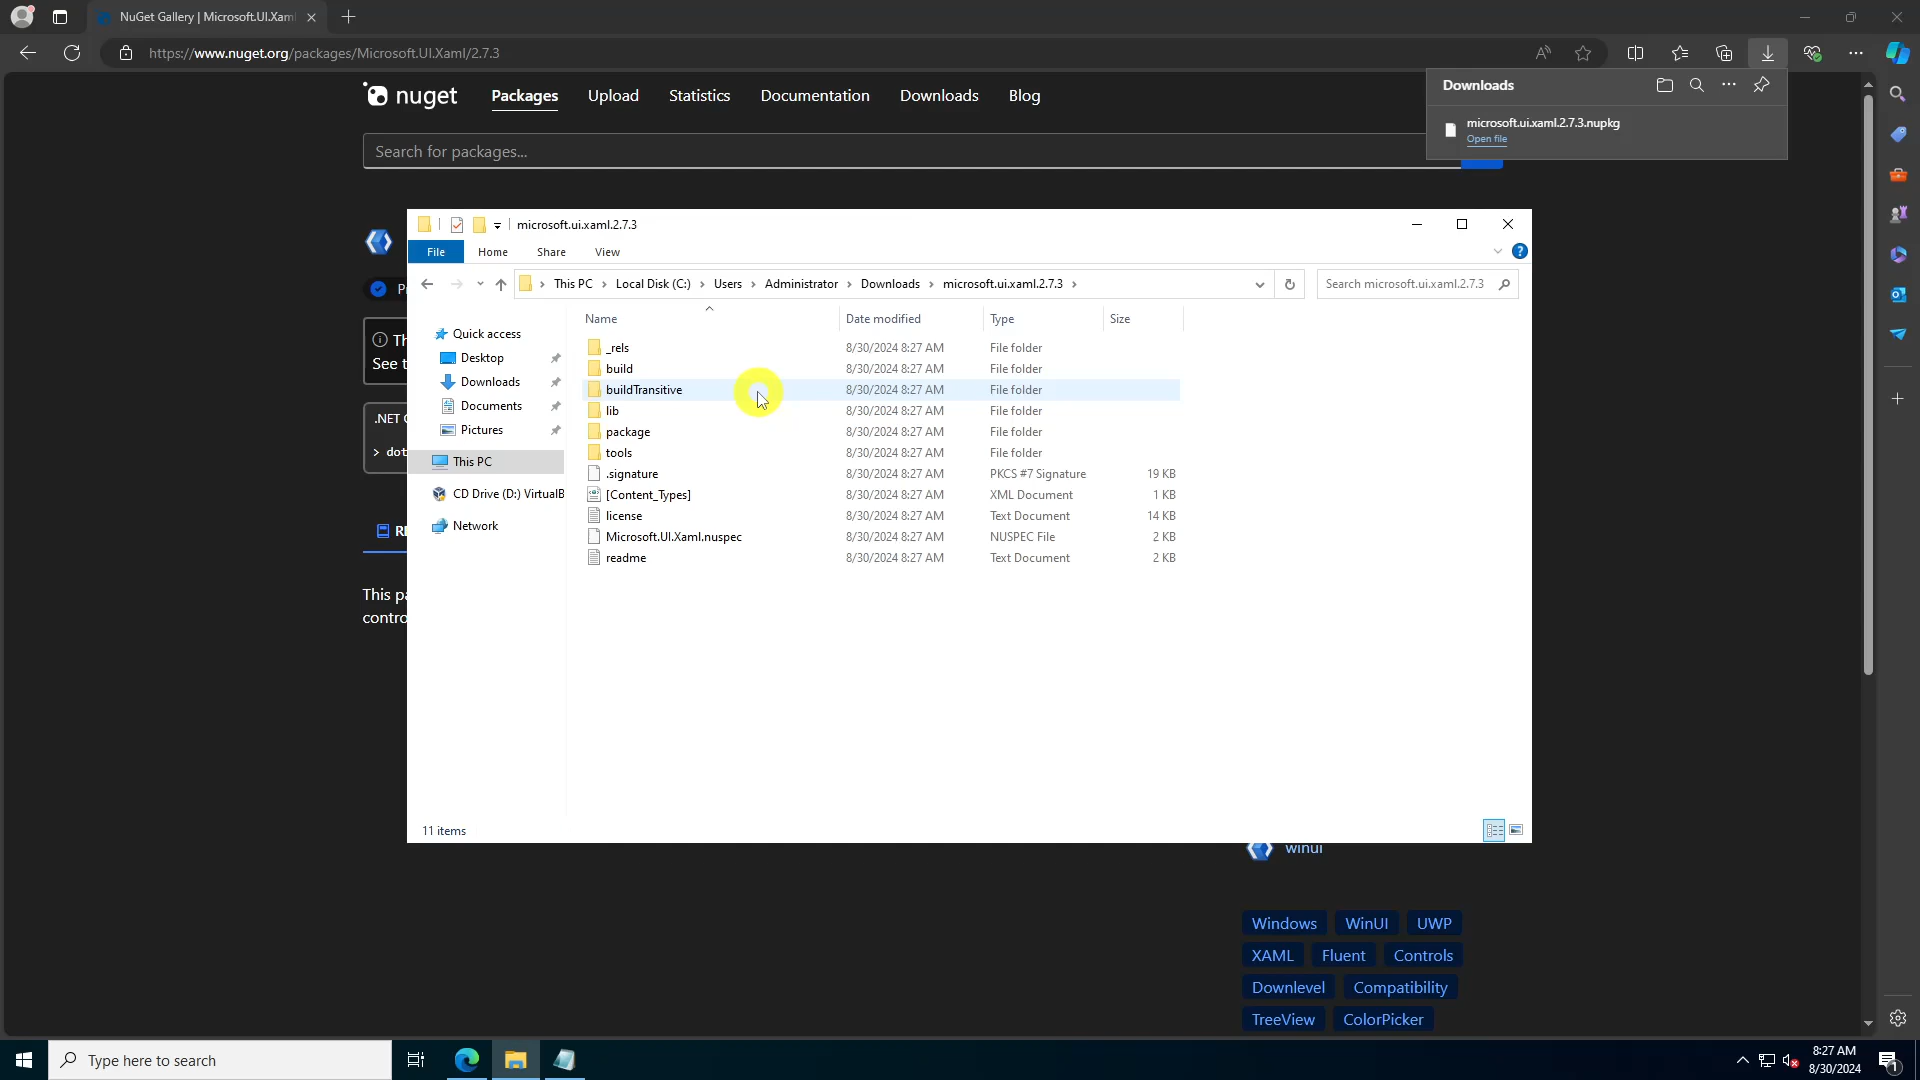 NuGet Gallery | Microsoft.UI.Xaml
https://www.nuget.org/packages/Microsoft.UI.Xaml/2.7.3
nuget
Packages
Upload
Statistics
Documentation
Downloads
Blog
Search for packages...
Downloads
microsoft.ui.xaml.2.7.3.nupkg
Open file
microsoft.ui.xaml.2.7.3
File
Home
Share
View
This PC
Local Disk (C:)
Users
Administrator
Downloads
microsoft.ui.xaml.2.7.3
Search microsoft.ui.xaml.2.7.3
Quick access
Desktop
Downloads
Documents
Pictures
This PC
CD Drive (D:) VirtualB
Network
Name Date modified Type Size
_rels 8/30/2024 8:27 AM File folder
build 8/30/2024 8:27 AM File folder
buildTransitive 8/30/2024 8:27 AM File folder
lib 8/30/2024 8:27 AM File folder
package 8/30/2024 8:27 AM File folder
tools 8/30/2024 8:27 AM File folder
.signature 8/30/2024 8:27 AM PKCS #7 Signature 19 KB
[Content_Types] 8/30/2024 8:27 AM XML Document 1 KB
license 8/30/2024 8:27 AM Text Document 14 KB
Microsoft.UI.Xaml.nuspec 8/30/2024 8:27 AM NUSPEC File 2 KB
readme 8/30/2024 8:27 AM Text Document 2 KB
11 items
See t
.NET
> dot
This pa
contro
winui
Windows WinUI UWP
XAML Fluent Controls
Downlevel Compatibility
TreeView ColorPicker
Type here to search
8:27 AM
8/30/2024
1